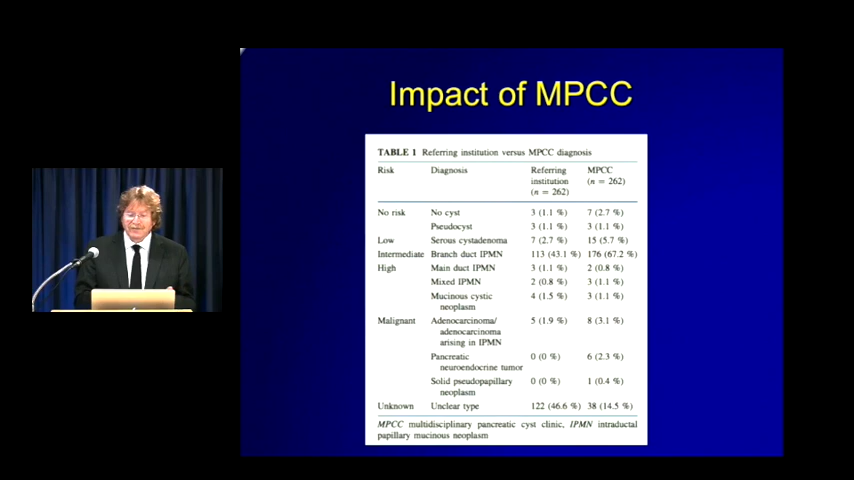 Impact of MPCC
TABLE 1 Referring institution versus MPCC diagnosis
Risk Diagnosis Referring institution (n = 262) MPCC (n = 262)
No risk No cyst 3 (1.1 %) 7 (2.7 %)
Pseudocyst 3 (1.1 %) 3 (1.1 %)
Low Serous cystadenoma 7 (2.7 %) 15 (5.7 %)
Intermediate Branch duct IPMN 113 (43.1 %) 176 (67.2 %)
High Main duct IPMN 3 (1.1 %) 2 (0.8 %)
Mixed IPMN 2 (0.8 %) 3 (1.1 %)
Mucinous cystic neoplasm 4 (1.5 %) 3 (1.1 %)
Malignant Adenocarcinoma/ adenocarcinoma arising in IPMN 5 (1.9 %) 8 (3.1 %)
Pancreatic neuroendocrine tumor 0 (0 %) 6 (2.3 %)
Solid pseudopapillary neoplasm 0 (0 %) 1 (0.4 %)
Unknown Unclear type 122 (46.6 %) 38 (14.5 %)
MPCC multidisciplinary pancreatic cyst clinic, IPMN intraductal
papillary mucinous neoplasm